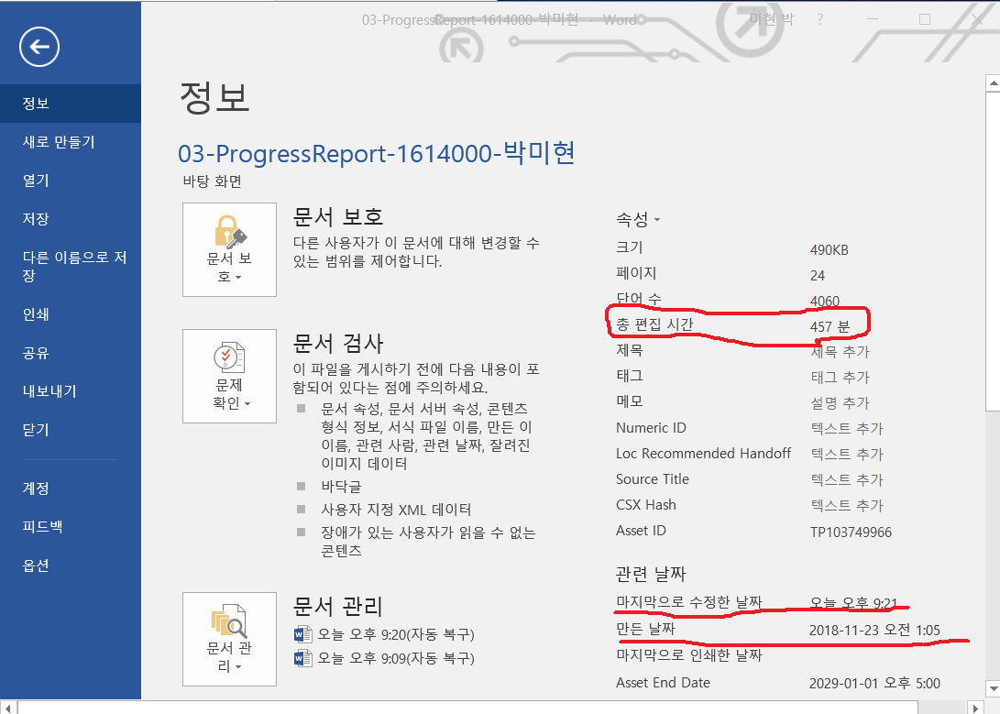 03-ProgressReport-1614000-박미현 - Word
미현 박
?
정보
새로 만들기
열기
저장
다른 이름으로 저
장
인쇄
공유
내보내기
닫기
계정
피드백
옵션
정보
03-ProgressReport-1614000-박미현
바탕 화면
문서 보
호
문서 보호
다른 사용자가 이 문서에 대해 변경할 수
있는 범위를 제어합니다.
문제
확인
문서 검사
이 파일을 게시하기 전에 다음 내용이 포
함되어 있다는 점에 주의하세요.
문서 속성, 문서 서버 속성, 콘텐츠
형식 정보, 서식 파일 이름, 만든 이
이름, 관련 사람, 관련 날짜, 잘려진
이미지 데이터
바닥글
사용자 지정 XML 데이터
장애가 있는 사용자가 읽을 수 없는
콘텐츠
문서 관
리
문서 관리
오늘 오후 9:20(자동 복구)
오늘 오후 9:09(자동 복구)
속성
크기 490KB
페이지 24
단어 수 4060
총 편집 시간 457 분
제목 제목 추가
태그 태그 추가
메모 설명 추가
Numeric ID 텍스트 추가
Loc Recommended Handoff 텍스트 추가
Source Title 텍스트 추가
CSX Hash 텍스트 추가
Asset ID TP103749966
관련 날짜
마지막으로 수정한 날짜 오늘 오후 9:21
만든 날짜 2018-11-23 오전 1:05
마지막으로 인쇄한 날짜
Asset End Date 2029-01-01 오후 5:00